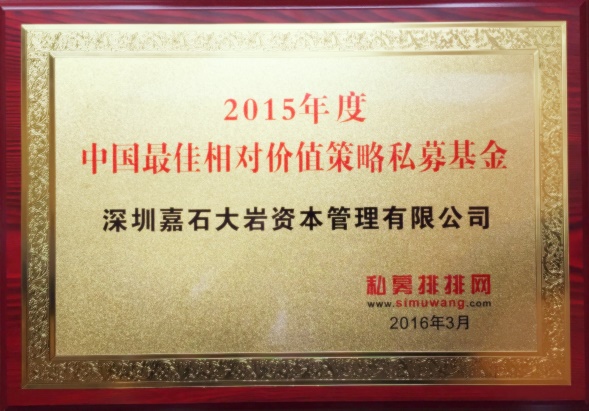 2015年度
中国最佳相对价值策略私募基金
深圳嘉石大岩资本管理有限公司
私募排排网
www.simuwang.com
2016年3月